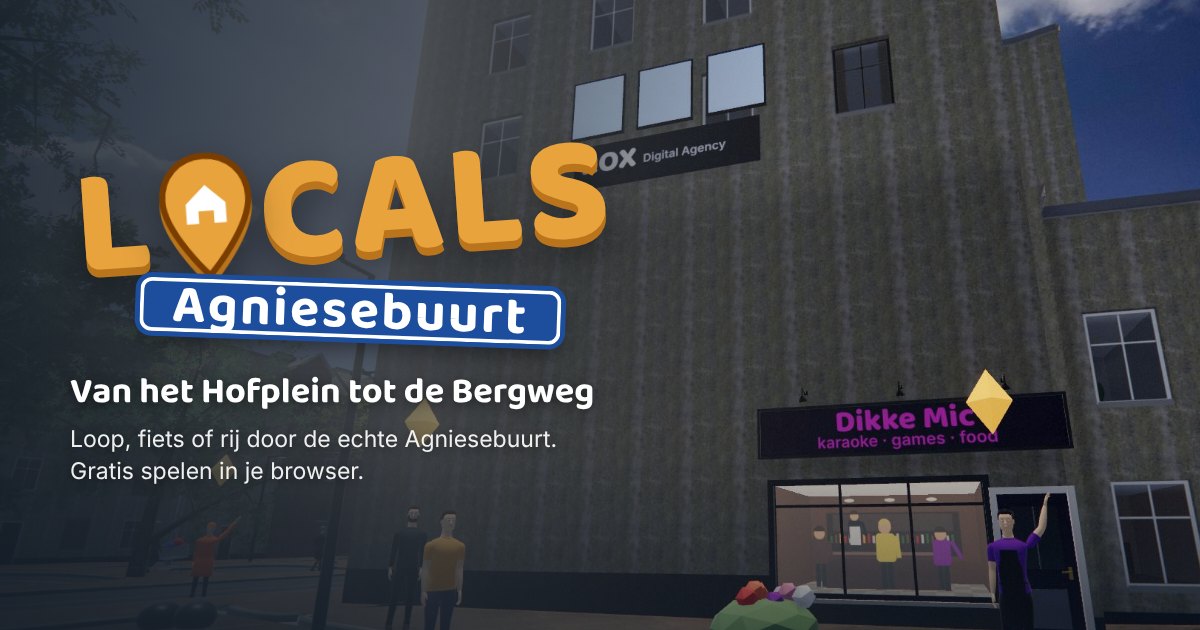 LOCALS
Agniesebuurt
Van het Hofplein tot de Bergweg
Loop, fiets of rij door de echte Agniesebuurt.
Gratis spelen in je browser.
Digital Agency
Dikke Mic
karaoke · games · food